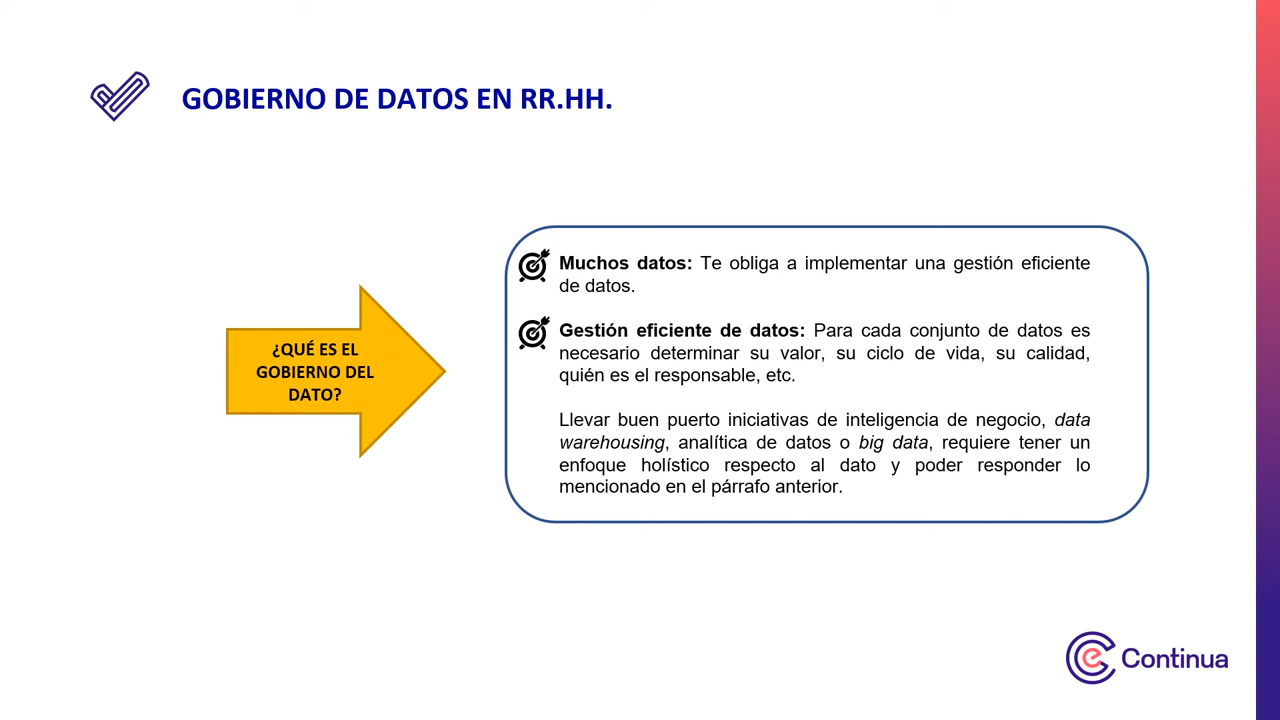 GOBIERNO DE DATOS EN RR.HH.
¿QUÉ ES EL
GOBIERNO DEL
DATO?
Muchos datos: Te obliga a implementar una gestión eficiente
de datos.
Gestión eficiente de datos: Para cada conjunto de datos es
necesario determinar su valor, su ciclo de vida, su calidad,
quién es el responsable, etc.
Llevar buen puerto iniciativas de inteligencia de negocio, data
warehousing, analítica de datos o big data, requiere tener un
enfoque holístico respecto al dato y poder responder lo
mencionado en el párrafo anterior.
e Continua